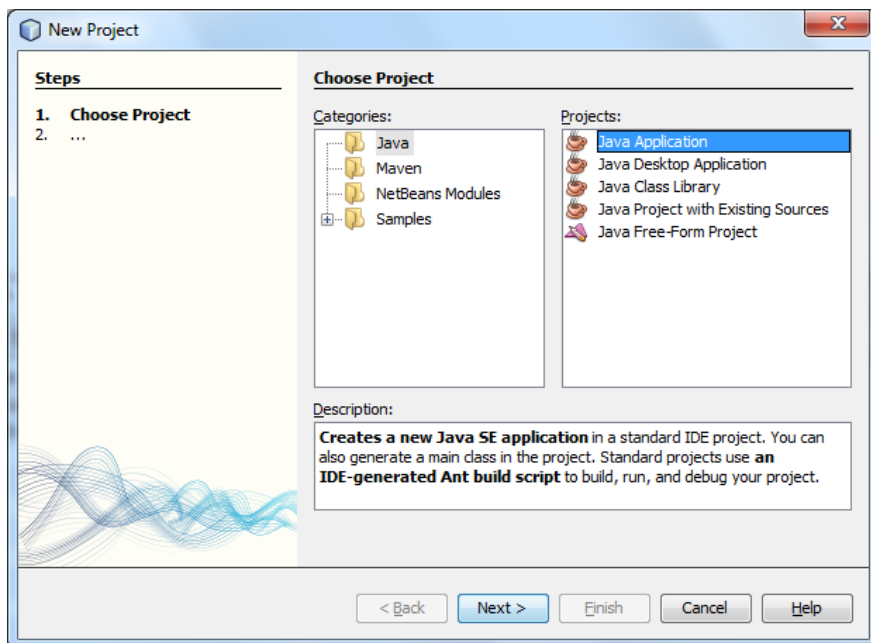 New Project
Steps
1. Choose Project
2. ...
Choose Project
Categories:
Java
Maven
NetBeans Modules
Samples
Projects:
Java Application
Java Desktop Application
Java Class Library
Java Project with Existing Sources
Java Free-Form Project
Description:
Creates a new Java SE application in a standard IDE project. You can
also generate a main class in the project. Standard projects use an
IDE-generated Ant build script to build, run, and debug your project.
< Back
Next >
Finish
Cancel
Help